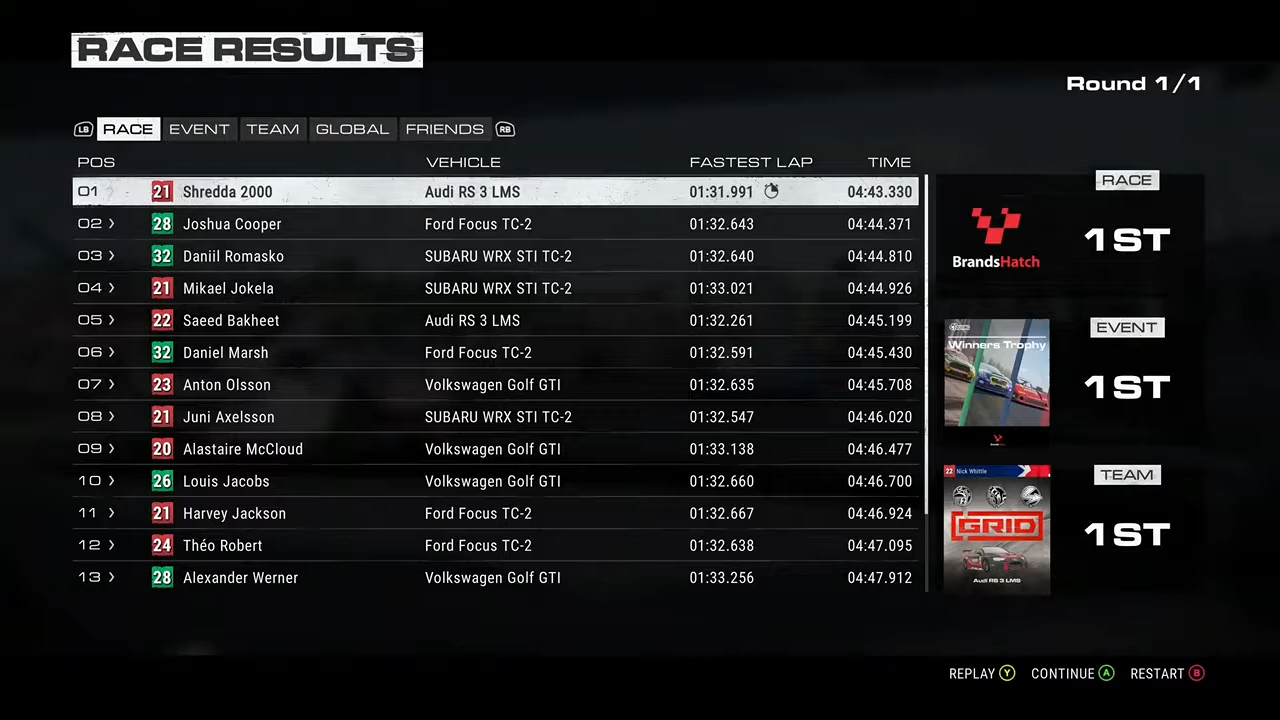 RACE RESULTS
Round 1/1
LB RACE EVENT TEAM GLOBAL FRIENDS RB
POS VEHICLE FASTEST LAP TIME
01 21 Shredda 2000 Audi RS 3 LMS 01:31.991 04:43.330
02 > 28 Joshua Cooper Ford Focus TC-2 01:32.643 04:44.371
03 > 32 Daniil Romasko SUBARU WRX STI TC-2 01:32.640 04:44.810
04 > 21 Mikael Jokela SUBARU WRX STI TC-2 01:33.021 04:44.926
05 > 22 Saeed Bakheet Audi RS 3 LMS 01:32.261 04:45.199
06 > 32 Daniel Marsh Ford Focus TC-2 01:32.591 04:45.430
07 > 23 Anton Olsson Volkswagen Golf GTI 01:32.635 04:45.708
08 > 21 Juni Axelsson SUBARU WRX STI TC-2 01:32.547 04:46.020
09 > 20 Alastaire McCloud Volkswagen Golf GTI 01:33.138 04:46.477
10 > 26 Louis Jacobs Volkswagen Golf GTI 01:32.660 04:46.700
11 > 21 Harvey Jackson Ford Focus TC-2 01:32.667 04:46.924
12 > 24 Théo Robert Ford Focus TC-2 01:32.638 04:47.095
13 > 28 Alexander Werner Volkswagen Golf GTI 01:33.256 04:47.912
RACE
BrandsHatch
1ST
EVENT
Winners Trophy
1ST
TEAM
22 Nick Whittle
GRID
Audi RS 3 LMS
1ST
REPLAY Y CONTINUE A RESTART B